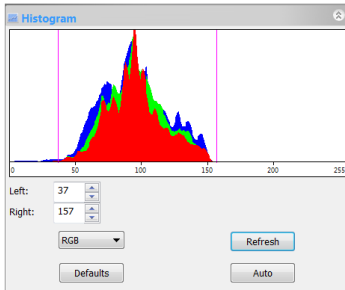 Histogram
0 50 100 150 200 255
Left: 37
Right: 157
RGB Refresh
Defaults Auto